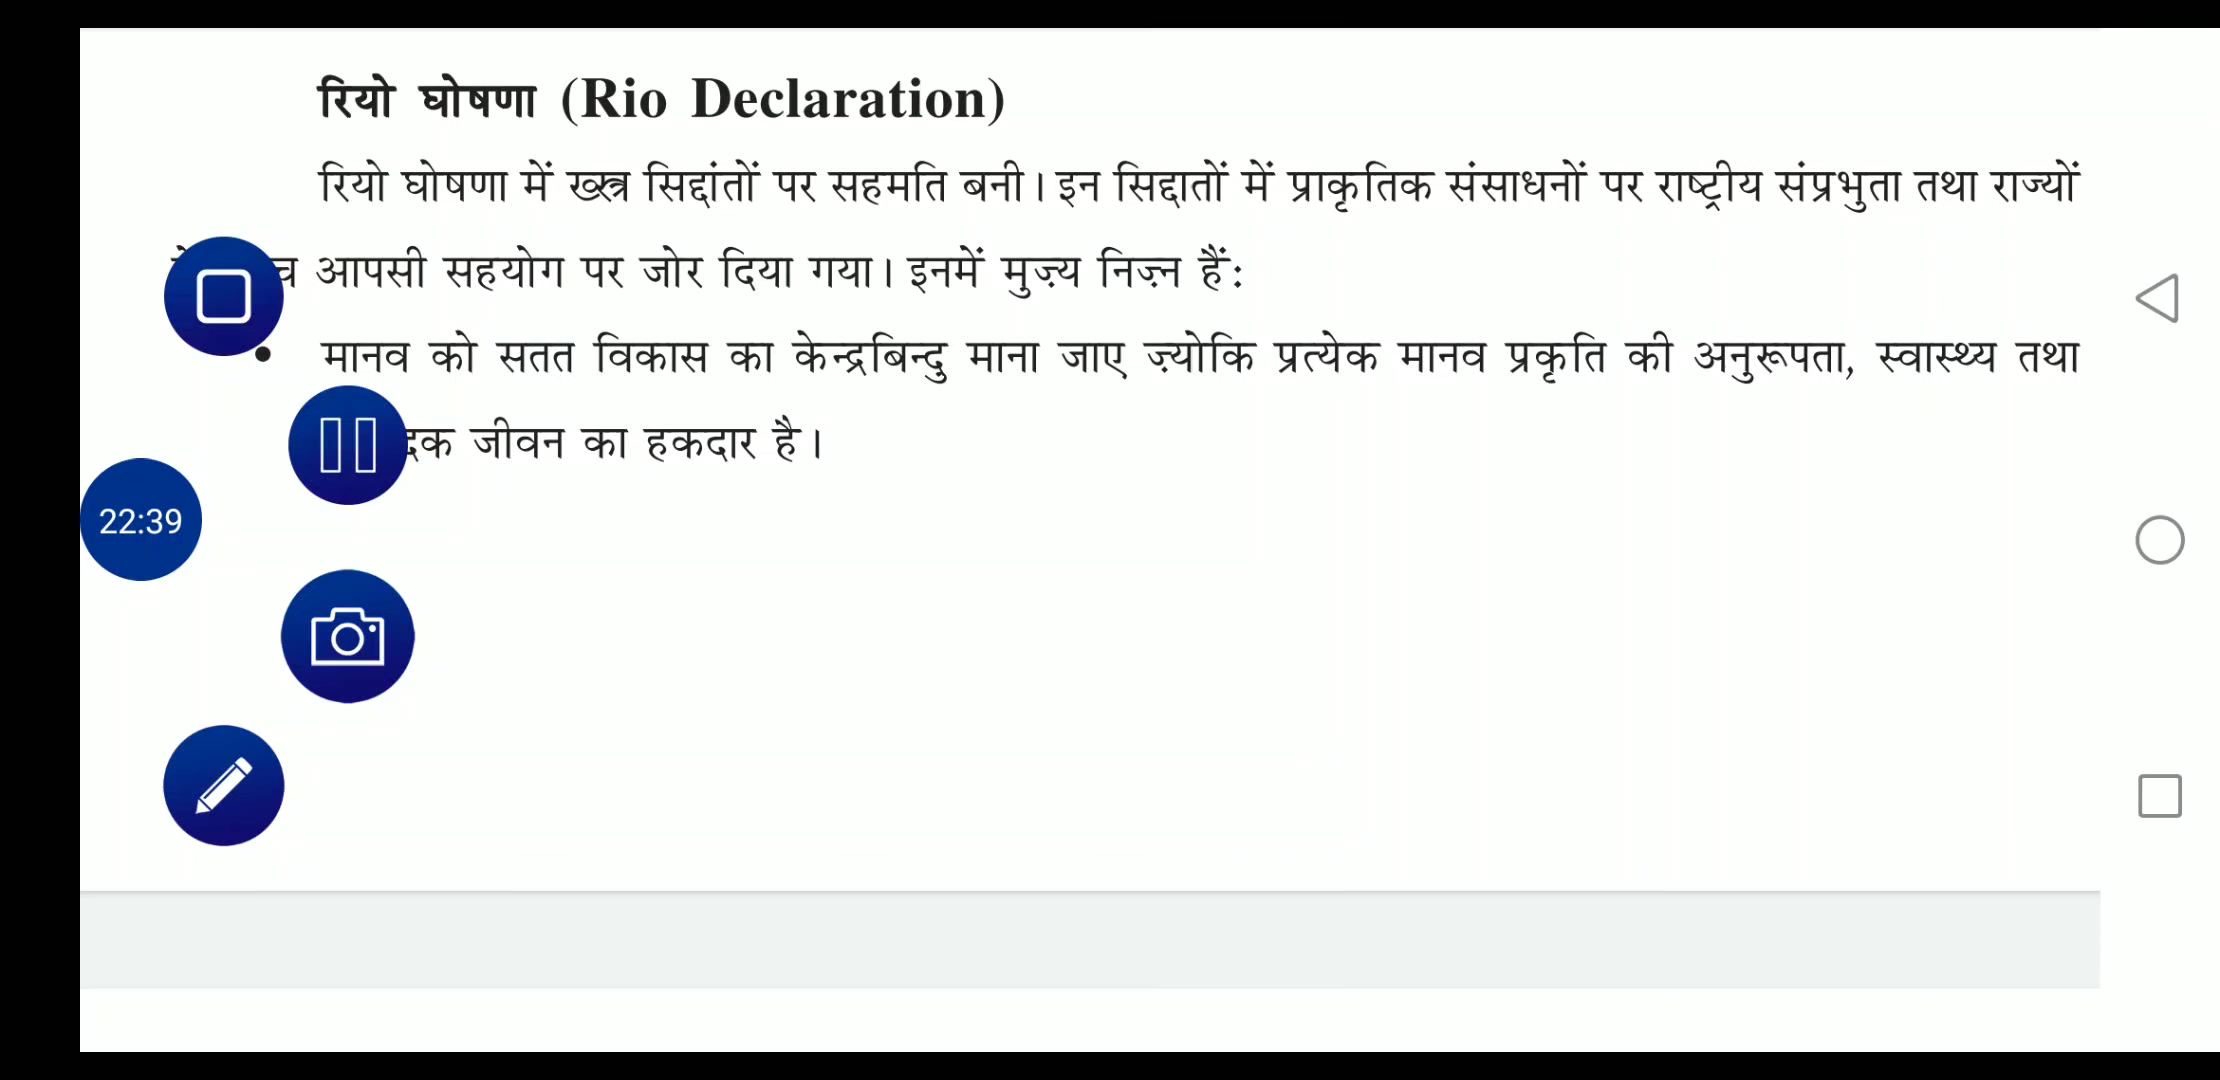 रियो घोषणा (Rio Declaration)
रियो घोषणा में ख्स्त्र सिद्दांतों पर सहमति बनी। इन सिद्दातों में प्राकृतिक संसाधनों पर राष्ट्रीय संप्रभुता तथा राज्यों
आपसी सहयोग पर जोर दिया गया। इनमें मुज़्य निज़्न हैं:
• मानव को सतत विकास का केन्द्रबिन्दु माना जाए ज़्योकि प्रत्येक मानव प्रकृति की अनुरूपता, स्वास्थ्य तथा
जीवन का हकदार है।
22:39